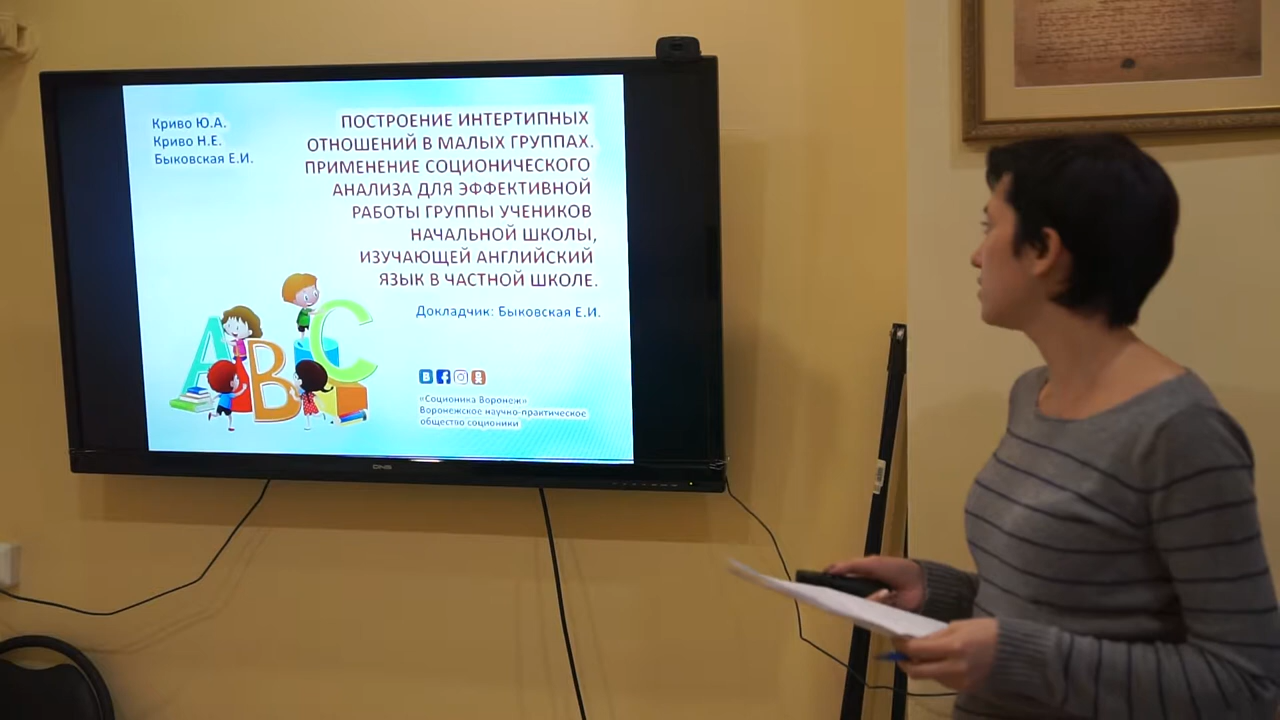 Криво Ю.А.
Криво Н.Е.
Быковская Е.И.
ПОСТРОЕНИЕ ИНТЕРТИПНЫХ
ОТНОШЕНИЙ В МАЛЫХ ГРУППАХ.
ПРИМЕНЕНИЕ СОЦИОНИЧЕСКОГО
АНАЛИЗА ДЛЯ ЭФФЕКТИВНОЙ
РАБОТЫ ГРУППЫ УЧЕНИКОВ
НАЧАЛЬНОЙ ШКОЛЫ,
ИЗУЧАЮЩЕЙ АНГЛИЙСКИЙ
ЯЗЫК В ЧАСТНОЙ ШКОЛЕ.
Докладчик: Быковская Е.И.
ABC
«Соционика Воронеж»
Воронежское научно-практическое
общество соционики
DNS